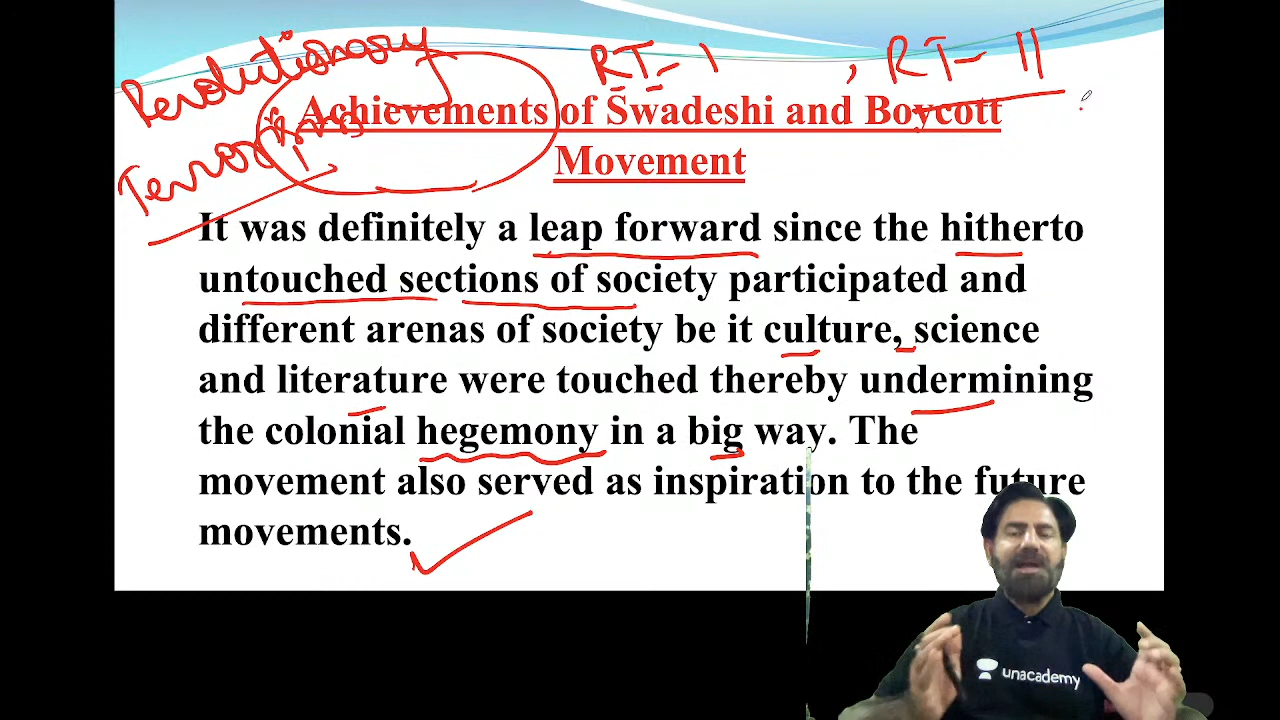 Revolutionary
Terrorism
RT-1, RT-11
Achievements of Swadeshi and Boycott
Movement
It was definitely a leap forward since the hitherto
untouched sections of society participated and
different arenas of society be it culture, science
and literature were touched thereby undermining
the colonial hegemony in a big way. The
movement also served as inspiration to the future
movements.
unacademy